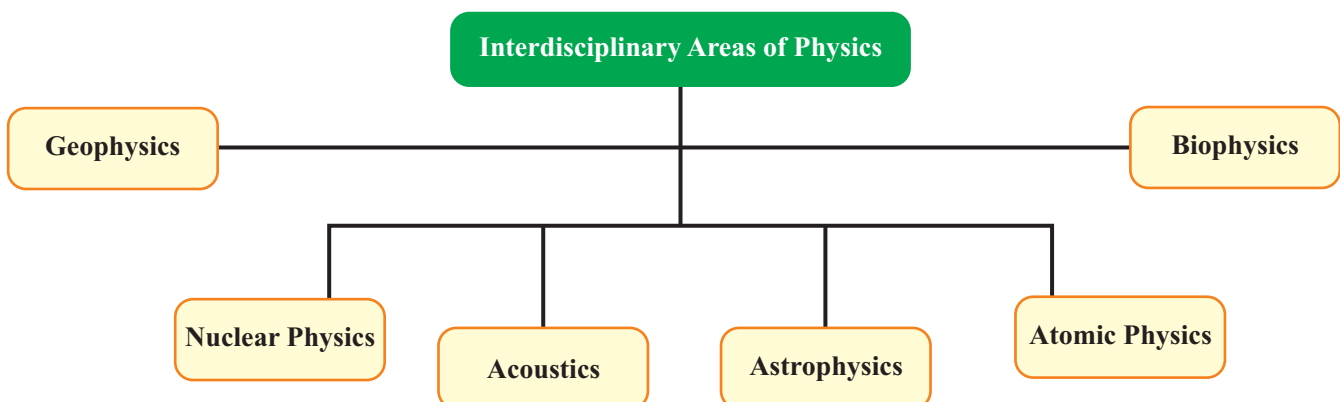 Interdisciplinary Areas of Physics
Geophysics
Biophysics
Nuclear Physics
Acoustics
Astrophysics
Atomic Physics